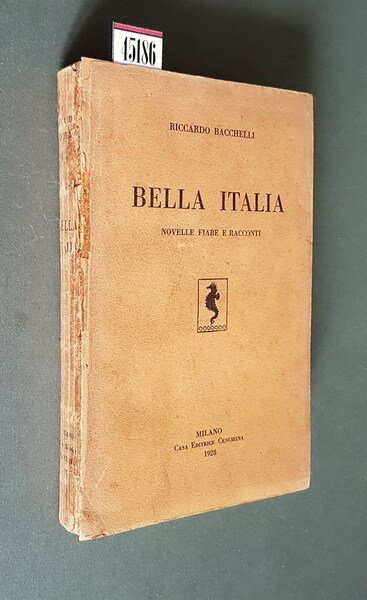 45186
RICCARDO BACCHELLI
BELLA ITALIA
NOVELLE FIABE E RACCONTI
MILANO
CASA EDITRICE CESCHINA
1928